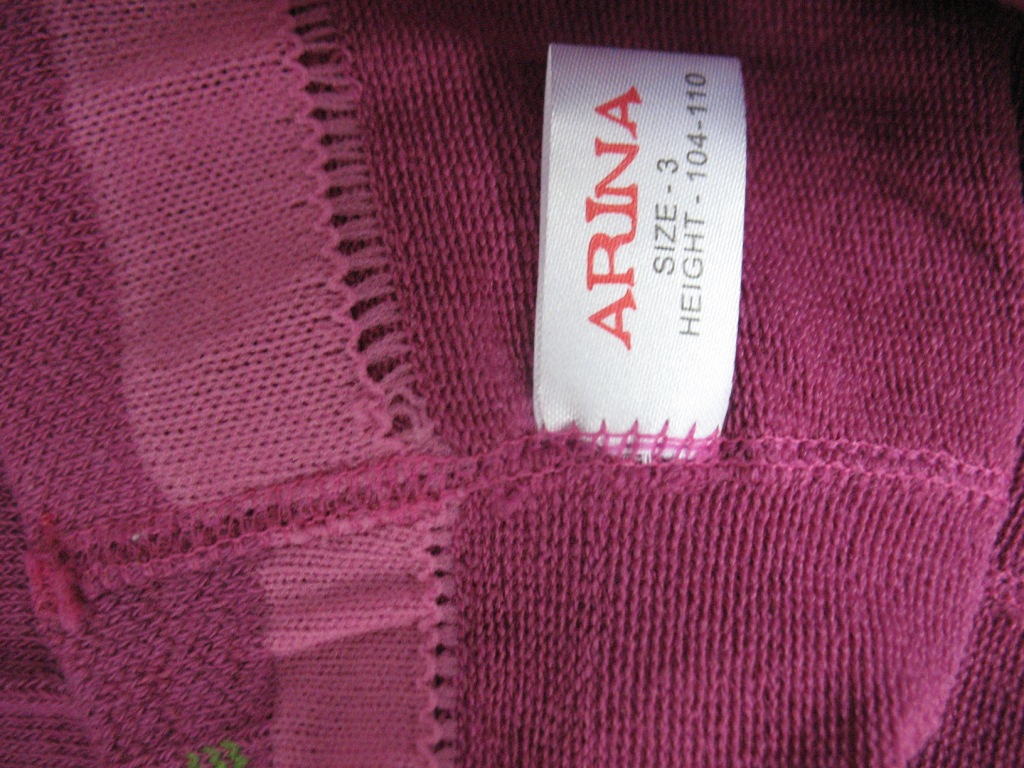 ARINA
SIZE - 3
HEIGHT - 104-110